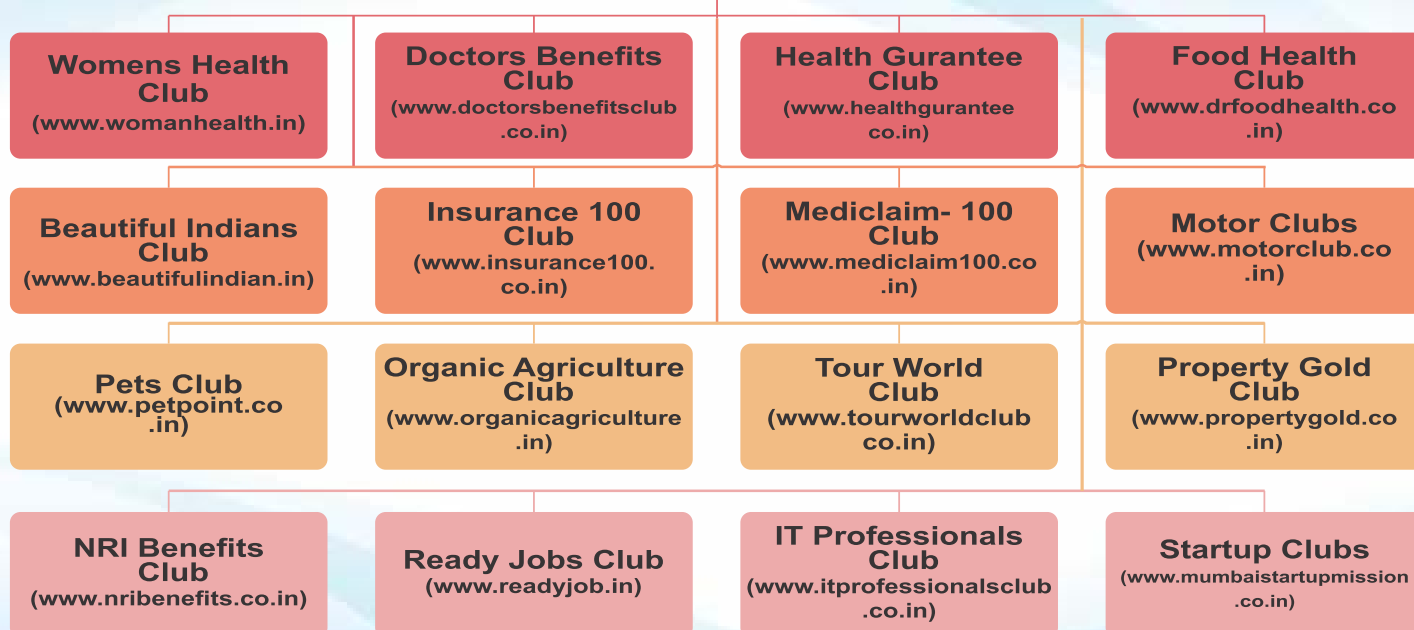 Womens Health
Club
(www.womanhealth.in)
Doctors Benefits
Club
(www.doctorsbenefitsclub
.co.in)
Health Gurantee
Club
(www.healthgurantee
co.in)
Food Health
Club
(www.drfoodhealth.co
.in)
Beautiful Indians
Club
(www.beautifulindian.in)
Insurance 100
Club
(www.insurance100.
co.in)
Mediclaim- 100
Club
(www.mediclaim100.co
.in)
Motor Clubs
(www.motorclub.co
.in)
Pets Club
(www.petpoint.co
.in)
Organic Agriculture
Club
(www.organicagriculture
.in)
Tour World
Club
(www.tourworldclub
co.in)
Property Gold
Club
(www.propertygold.co
.in)
NRI Benefits
Club
(www.nribenefits.co.in)
Ready Jobs Club
(www.readyjob.in)
IT Professionals
Club
(www.itprofessionalsclub
.co.in)
Startup Clubs
(www.mumbaistartupmission
.co.in)